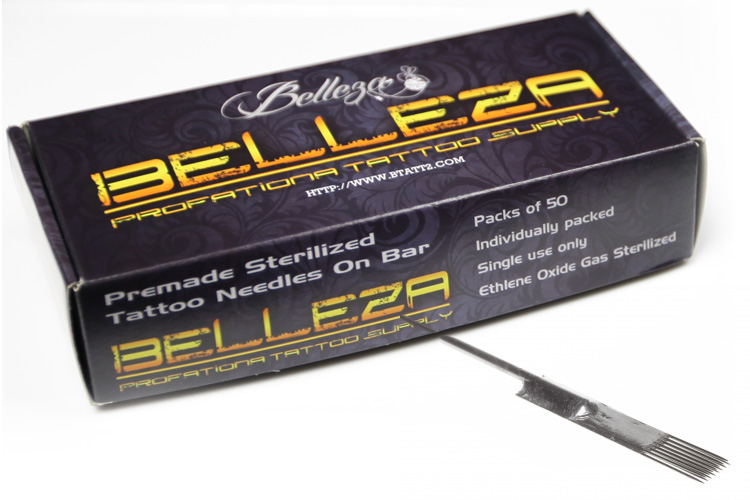 Belleza
BELLEZA
PROFATIONA TATTOO SUPPLY
HTTP://WWW.BTATT2.COM
Premade Sterilized
Tattoo Needles On Bar
BELLEZA
PROFATIONA TATTOO SUPPLY
Packs of 50
Individually packed
Single use only
Ethlene Oxide Gas Sterilized